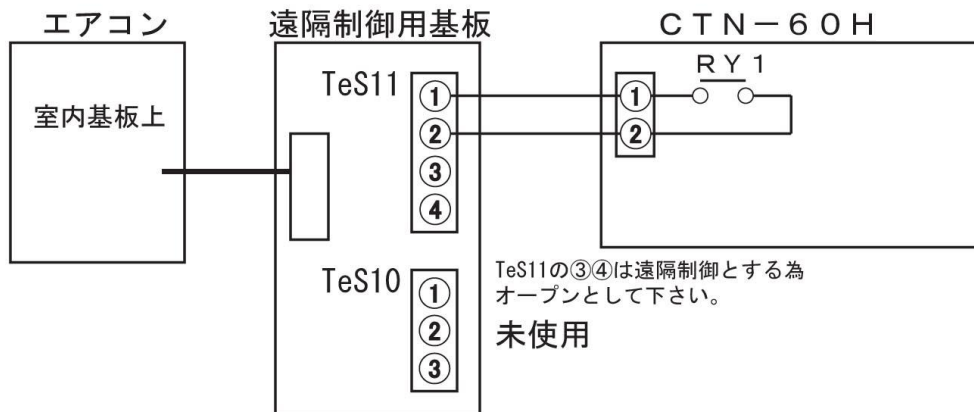 エアコン
遠隔制御用基板
CTN-60H
室内基板上
TeS11
①
②
③
④
①
②
RY1
TeS10
①
②
③
TeS11の③④は遠隔制御とする為
オープンとして下さい。
未使用